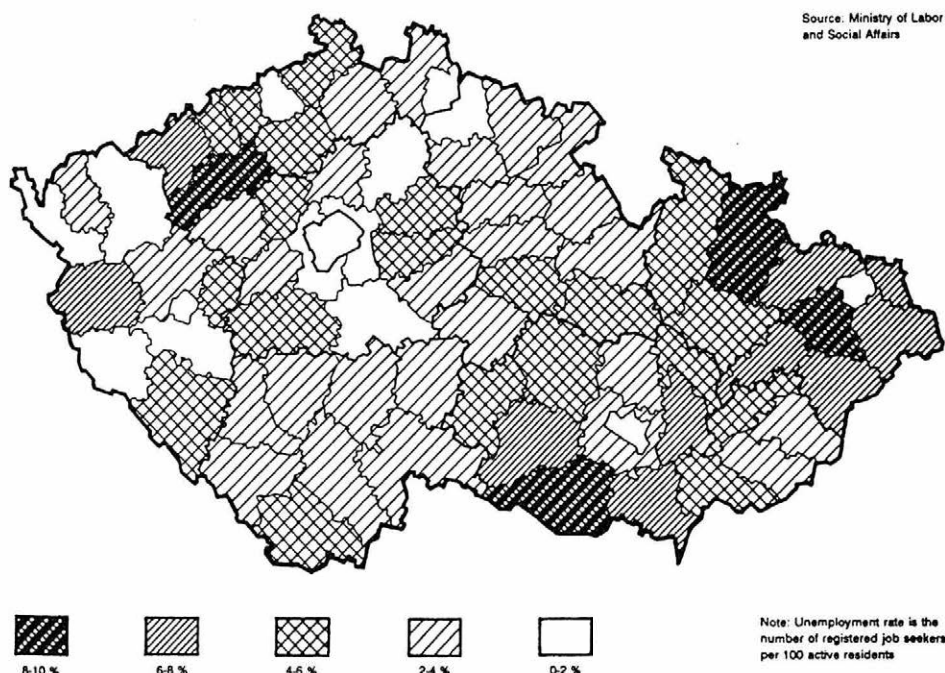 Source: Ministry of Labor
and Social Affairs
8-10 %
6-8 %
4-6 %
2-4 %
0-2 %
Note: Unemployment rate is the
number of registered job seekers
per 100 active residents